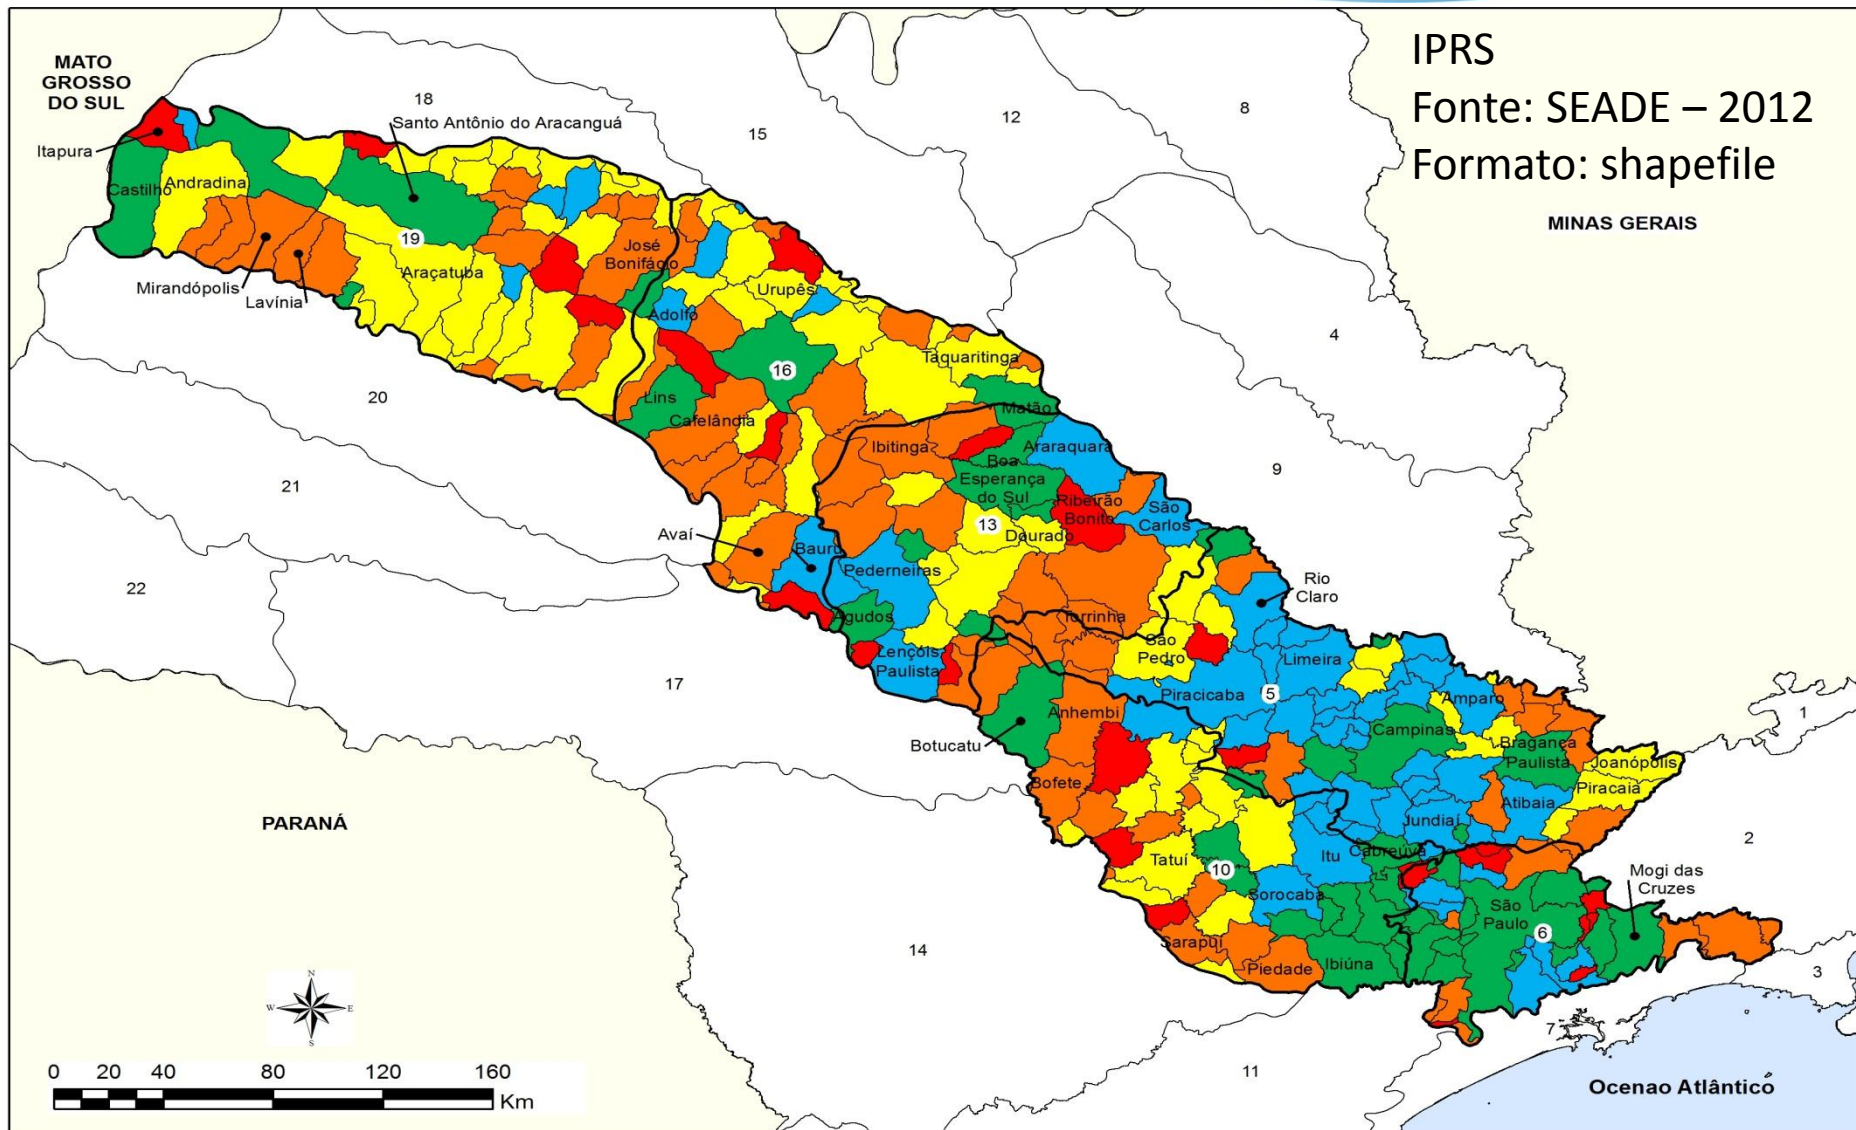 IPRS
Fonte: SEADE – 2012
Formato: shapefile
MATO
GROSSO
DO SUL
MINAS GERAIS
PARANÁ
Ocenao Atlântico
18
15
12
8
4
9
20
21
22
17
14
11
7
3
2
1
19
16
13
5
10
6
Santo Antônio do Aracanguá
Itapura
Castilho
Andradina
Mirandópolis
Lavínia
Araçatuba
José
Bonifácio
Adolfo
Urupês
Taquaritinga
Lins
Cafelândia
Matão
Ibitinga
Araraquara
Boa
Esperança
do Sul
Ribeirão
Bonito
São
Carlos
Dourado
Avaí
Bauru
Pederneiras
Agudos
Lençóis
Paulista
Torrinha
São
Pedro
Rio
Claro
Limeira
Piracicaba
Amparo
Campinas
Bragança
Paulista
Joanópolis
Piracaia
Atibaia
Jundiaí
Cabreúva
Itu
Anhembi
Botucatu
Bofete
Tatuí
Sorocaba
Sarapuí
Piedade
Ibiúna
São
Paulo
Mogi das
Cruzes
N
W
E
S
0 20 40 80 120 160
Km